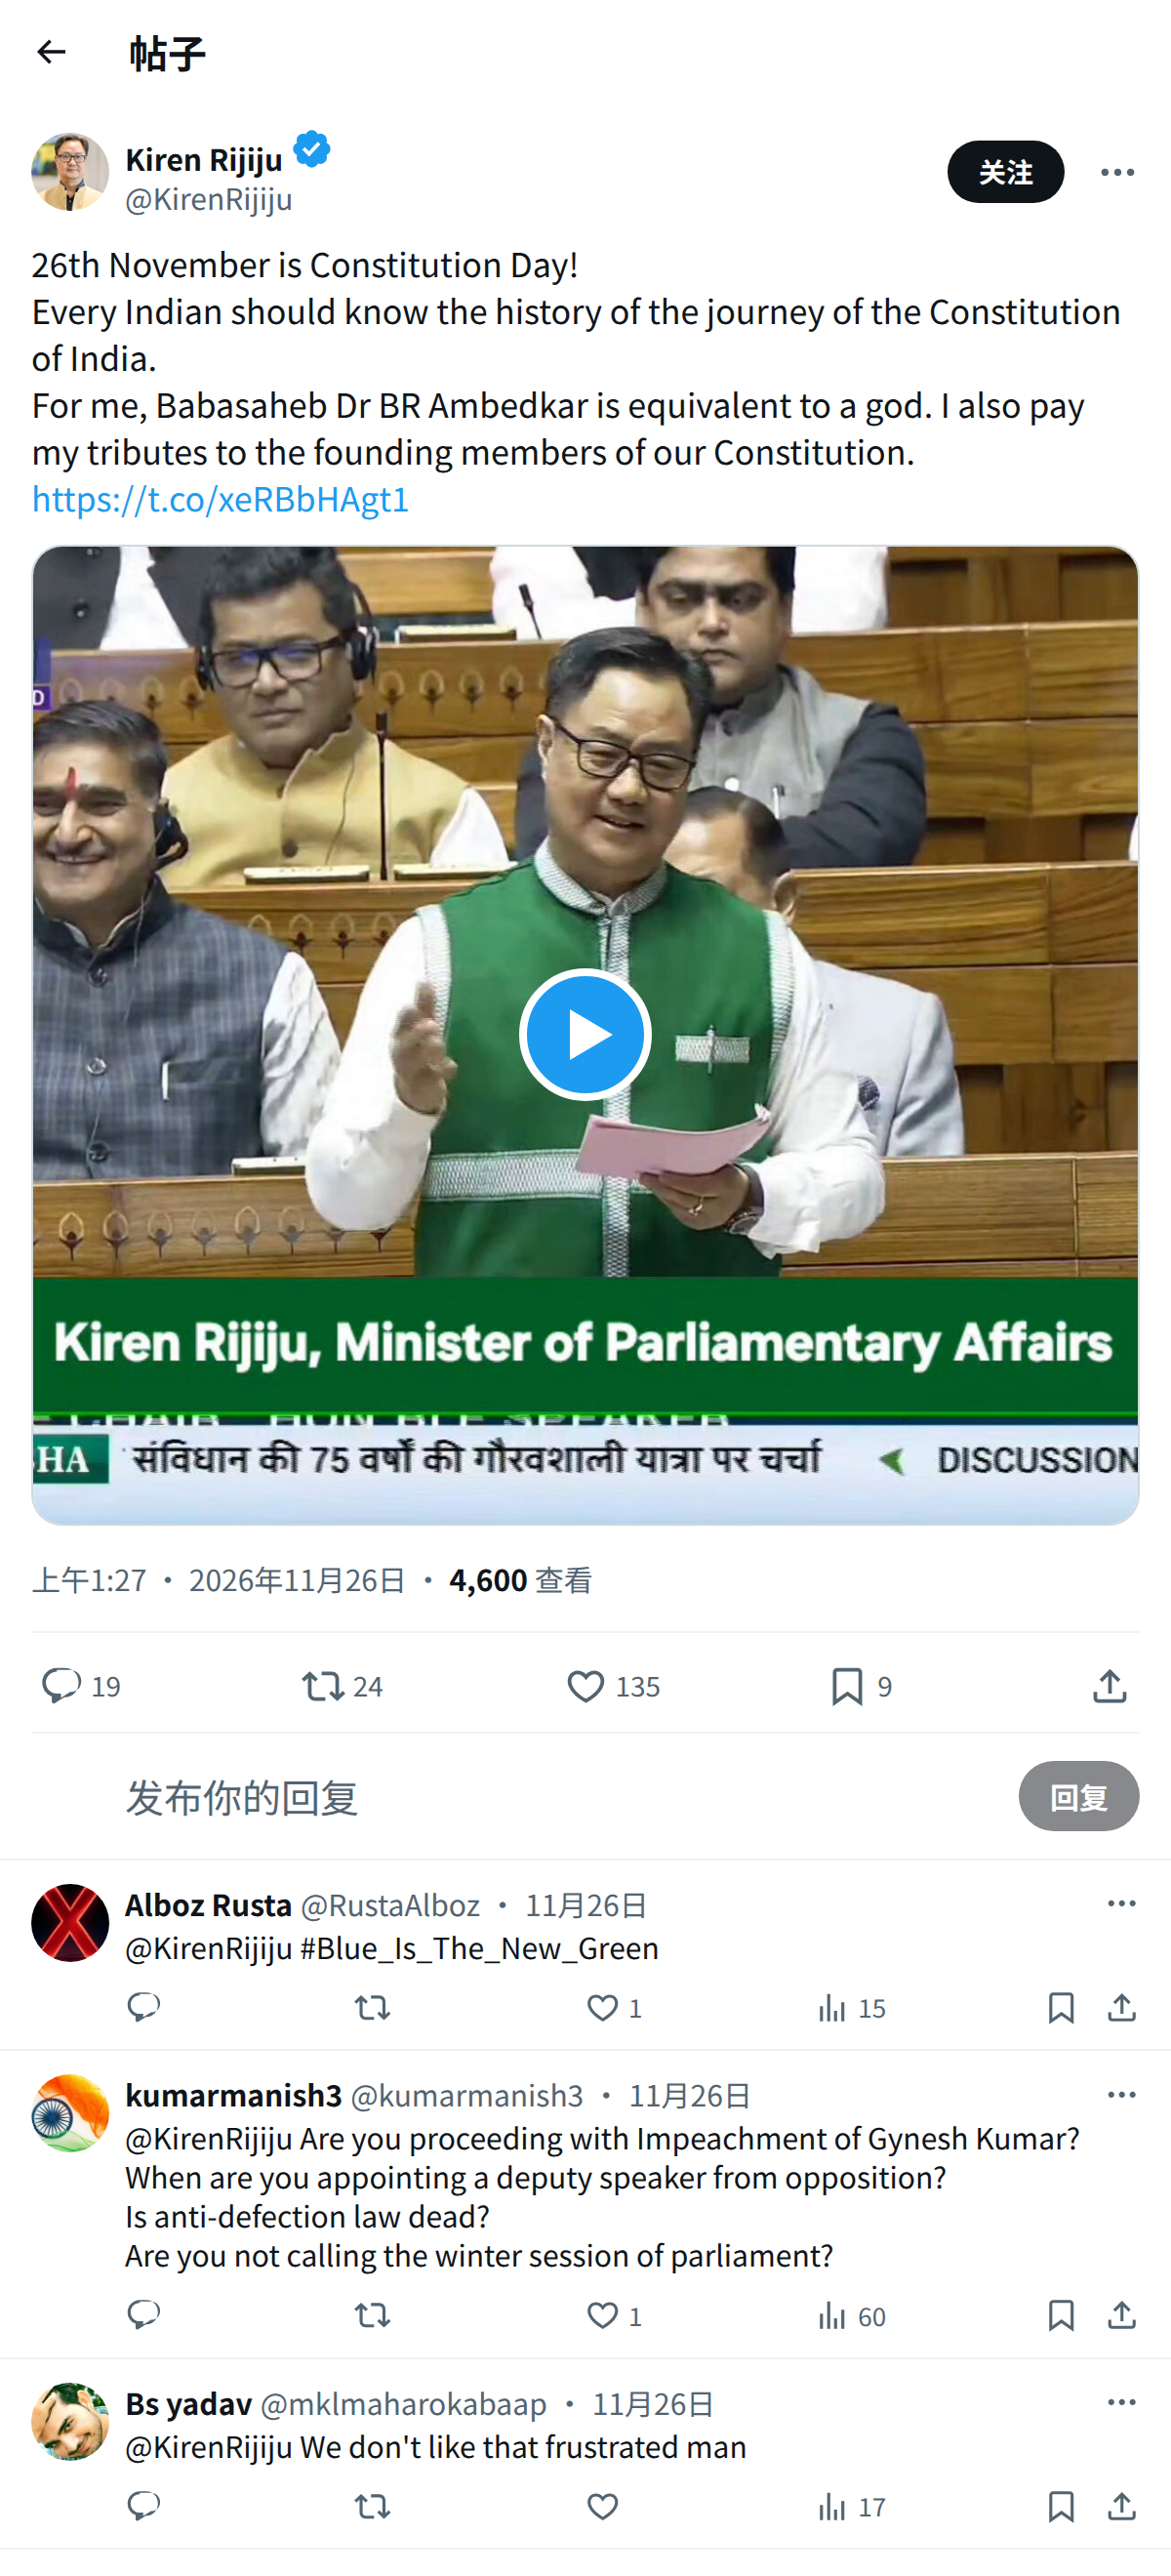 帖子
Kiren Rijiju
@KirenRijiju
关注
26th November is Constitution Day!
Every Indian should know the history of the journey of the Constitution
of India.
For me, Babasaheb Dr BR Ambedkar is equivalent to a god. I also pay
my tributes to the founding members of our Constitution.
https://t.co/xeRBbHAgt1
D
Kiren Rijiju, Minister of Parliamentary Affairs
E CHAIR HON'BLE SPEAKER
HA संविधान की 75 वर्षों की गौरवशाली यात्रा पर चर्चा DISCUSSION
上午1:27 · 2026年11月26日 · 4,600 查看
19 24 135 9
发布你的回复
回复
Alboz Rusta @RustaAlboz · 11月26日
@KirenRijiju #Blue_Is_The_New_Green
1 15
kumarmanish3 @kumarmanish3 · 11月26日
@KirenRijiju Are you proceeding with Impeachment of Gynesh Kumar?
When are you appointing a deputy speaker from opposition?
Is anti-defection law dead?
Are you not calling the winter session of parliament?
1 60
Bs yadav @mklmaharokabaap · 11月26日
@KirenRijiju We don't like that frustrated man
17